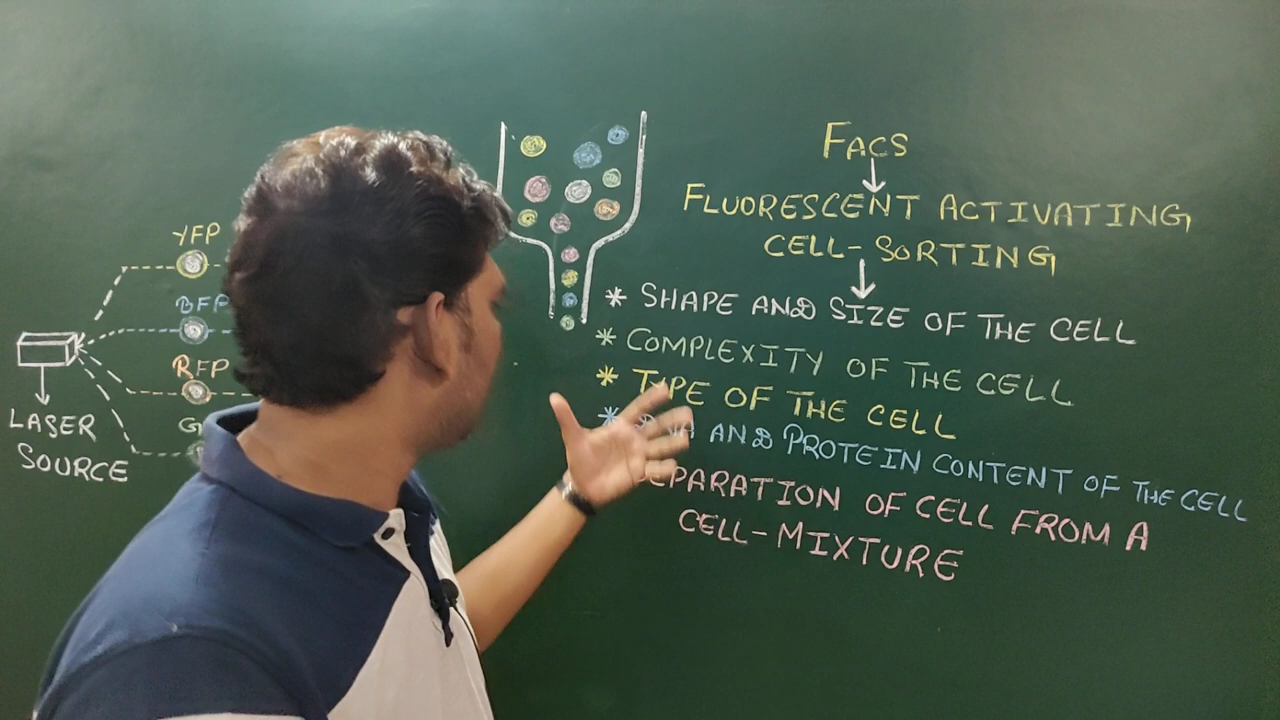 YFP
BFP
RFP
LASER
SOURCE
FACS
FLUORESCENT ACTIVATING
CELL-SORTING
* SHAPE AND SIZE OF THE CELL
* COMPLEXITY OF THE CELL
* TYPE OF THE CELL
* AND PROTEIN CONTENT OF THE CELL
SEPARATION OF CELL FROM A
CELL-MIXTURE